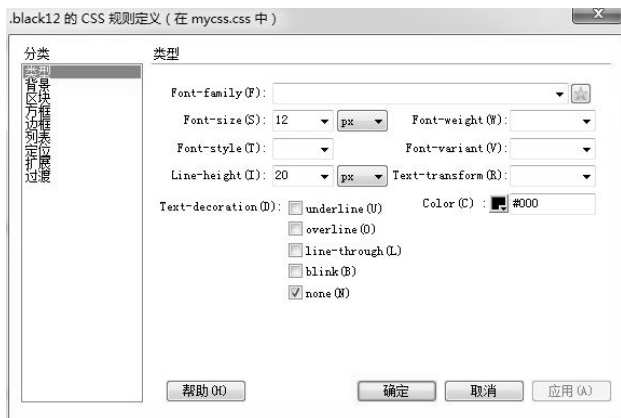 .black12 的 CSS 规则定义（在 mycss.css 中）
分类
类型
背景
区块
方框
边框
列表
定位
扩展
过渡
类型
Font-family(F):
Font-size(S): 12 px Font-weight(W):
Font-style(T): Font-variant(V):
Line-height(I): 20 px Text-transform(R):
Text-decoration(D): underline(U) Color(C) : #000
overline(O)
line-through(L)
blink(B)
none(N)
帮助(H) 确定 取消 应用(A)